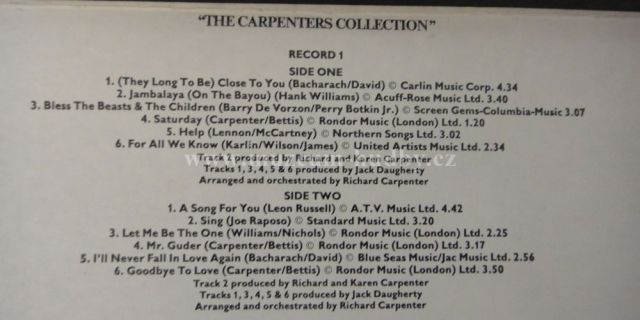 "THE CARPENTERS COLLECTION"
RECORD 1
SIDE ONE
1. (They Long To Be) Close To You (Bacharach/David) © Carlin Music Corp. 4.34
2. Jambalaya (On The Bayou) (Hank Williams) © Acuff-Rose Music Ltd. 3.40
3. Bless The Beasts & The Children (Barry De Vorzon/Perry Botkin Jr.) © Screen Gems-Columbia-Music 3.07
4. Saturday (Carpenter/Bettis) © Rondor Music (London) Ltd. 1.20
5. Help (Lennon/McCartney) © Northern Songs Ltd. 3.02
6. For All We Know (Karlin/Wilson/James) © United Artists Music Ltd. 2.34
Track 2 produced by Richard and Karen Carpenter
Tracks 1, 3, 4, 5 & 6 produced by Jack Daugherty
Arranged and orchestrated by Richard Carpenter
SIDE TWO
1. A Song For You (Leon Russell) © A.T.V. Music Ltd. 4.42
2. Sing (Joe Raposo) © Standard Music Ltd. 3.20
3. Let Me Be The One (Williams/Nichols) © Rondor Music (London) Ltd. 2.25
4. Mr. Guder (Carpenter/Bettis) © Rondor Music (London) Ltd. 3.17
5. I'll Never Fall In Love Again (Bacharach/David) © Blue Seas Music/Jac Music Ltd. 2.56
6. Goodbye To Love (Carpenter/Bettis) © Rondor Music (London) Ltd. 3.50
Track 2 produced by Richard and Karen Carpenter
Tracks 1, 3, 4, 5 & 6 produced by Jack Daugherty
Arranged and orchestrated by Richard Carpenter